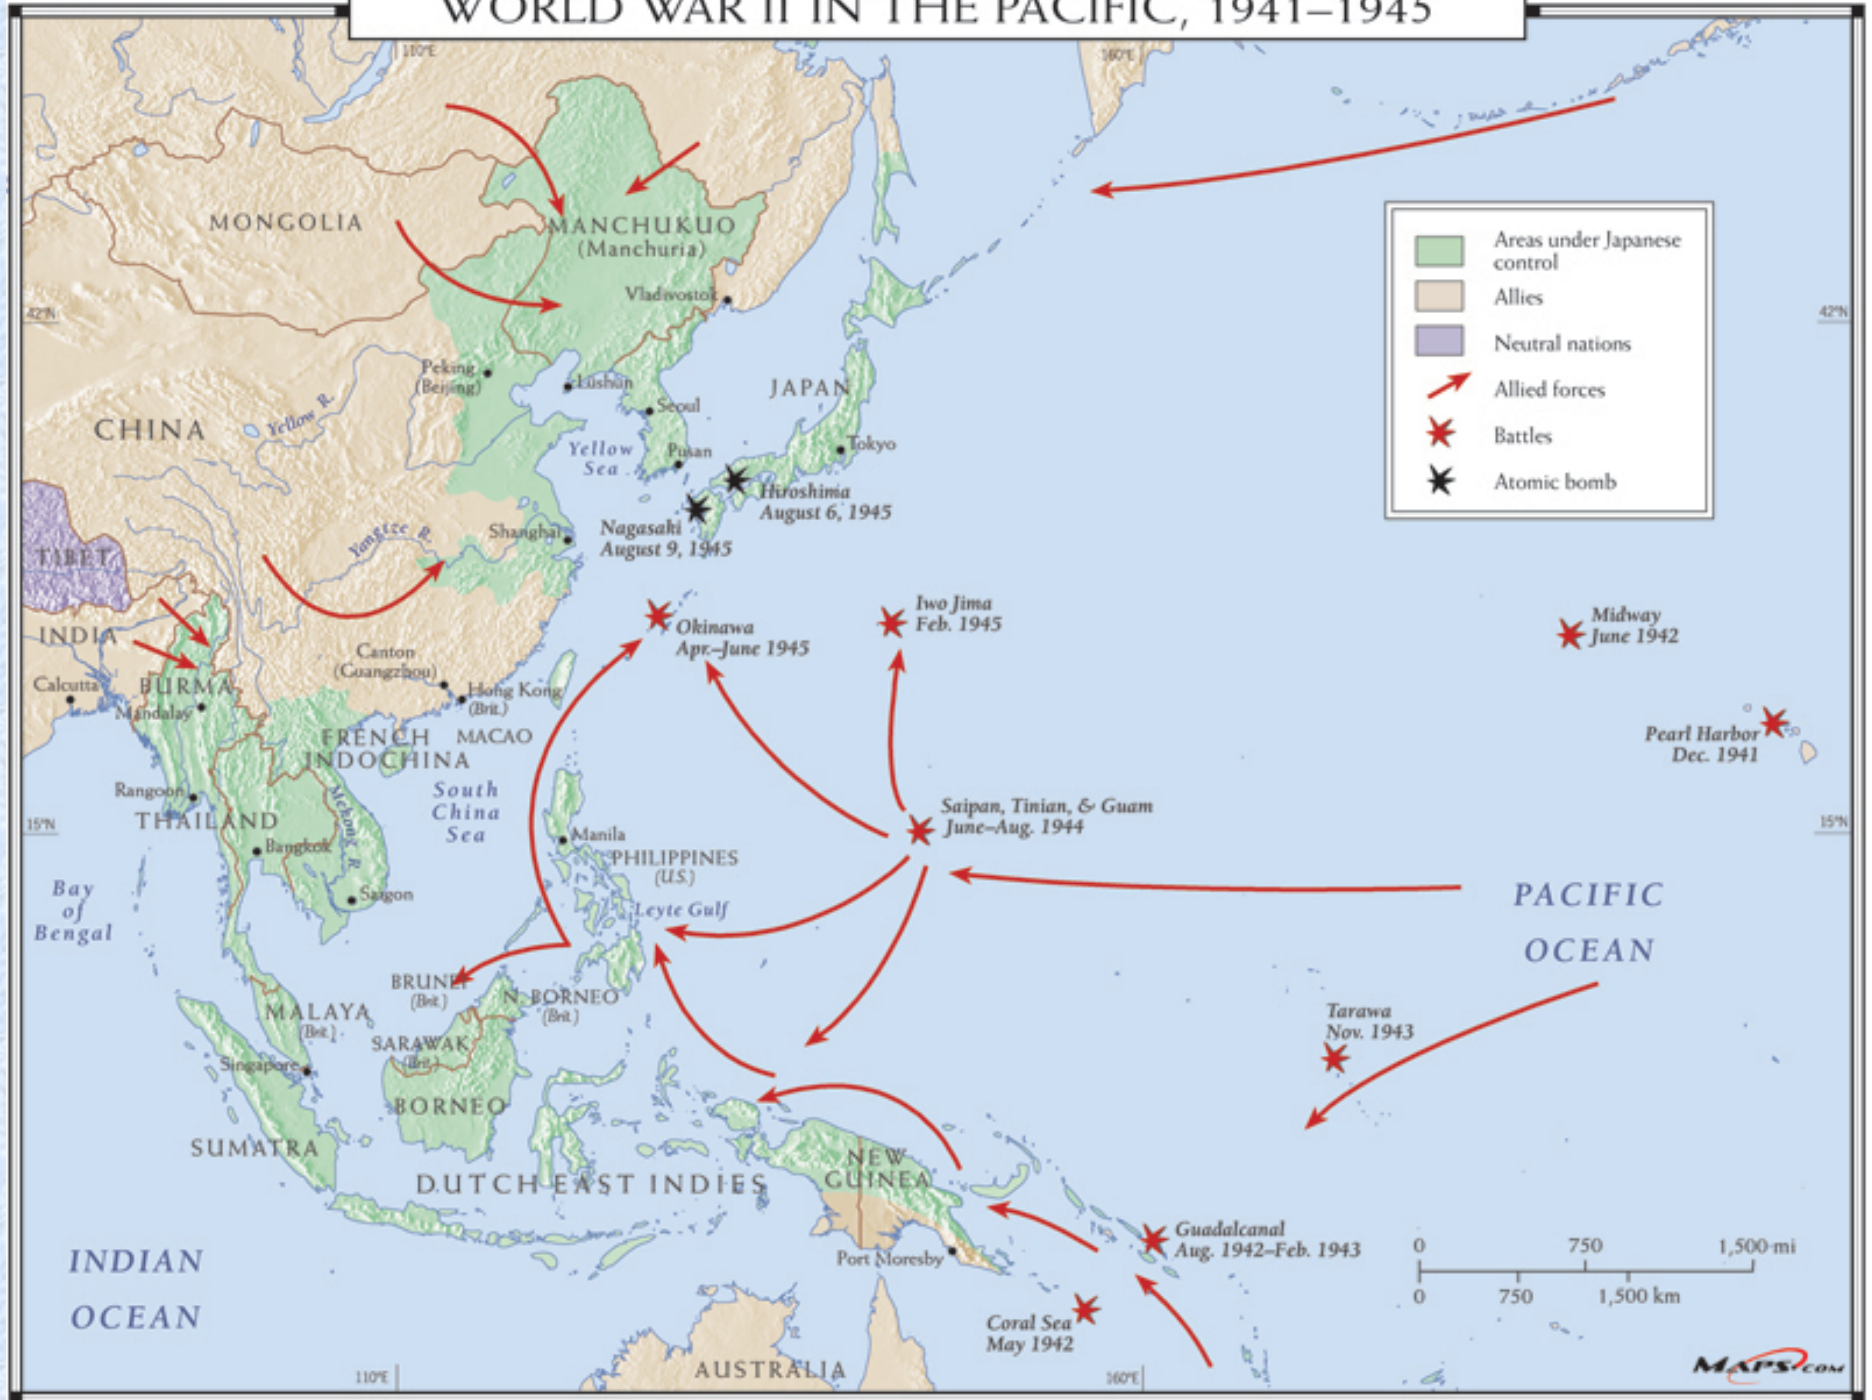 WORLD WAR II IN THE PACIFIC, 1941–1945
110°E
160°E
MONGOLIA
MANCHUKUO
(Manchuria)
Vladivostok
42°N
42°N
Areas under Japanese
control
Allies
Neutral nations
Allied forces
Battles
Atomic bomb
Peking
(Beijing)
Lüshun
Seoul
JAPAN
CHINA
Yellow R.
Yellow
Sea
Pusan
Tokyo
Hiroshima
August 6, 1945
Nagasaki
August 9, 1945
Shanghai
Yangtze R.
TIBET
INDIA
Okinawa
Apr.–June 1945
Iwo Jima
Feb. 1945
Midway
June 1942
Canton
(Guangzhou)
Calcutta
BURMA
Hong Kong
(Brit.)
Mandalay
MACAO
FRENCH
INDOCHINA
Pearl Harbor
Dec. 1941
Rangoon
South
China
Sea
Mekong R.
THAILAND
15°N
15°N
Saipan, Tinian, & Guam
June–Aug. 1944
Manila
Bangkok
PHILIPPINES
(U.S.)
Bay
of
Bengal
Saigon
Leyte Gulf
PACIFIC
OCEAN
BRUNEI
(Brit.)
N. BORNEO
(Brit.)
MALAYA
(Brit.)
SARAWAK
(Brit.)
Tarawa
Nov. 1943
Singapore
BORNEO
SUMATRA
DUTCH EAST INDIES
NEW
GUINEA
Guadalcanal
Aug. 1942–Feb. 1943
Port Moresby
INDIAN
OCEAN
Coral Sea
May 1942
AUSTRALIA
0 750 1,500 mi
0 750 1,500 km
110°E
160°E
MAPS.COM